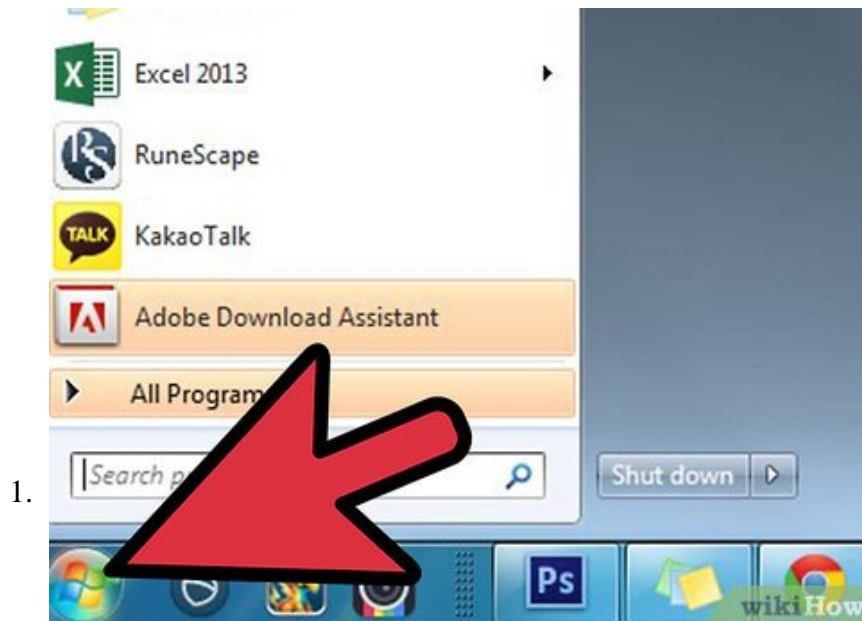 Excel 2013
RuneScape
TALK
KakaoTalk
Adobe Download Assistant
All Program
Search
Shut down
1.
Ps
wikiHow